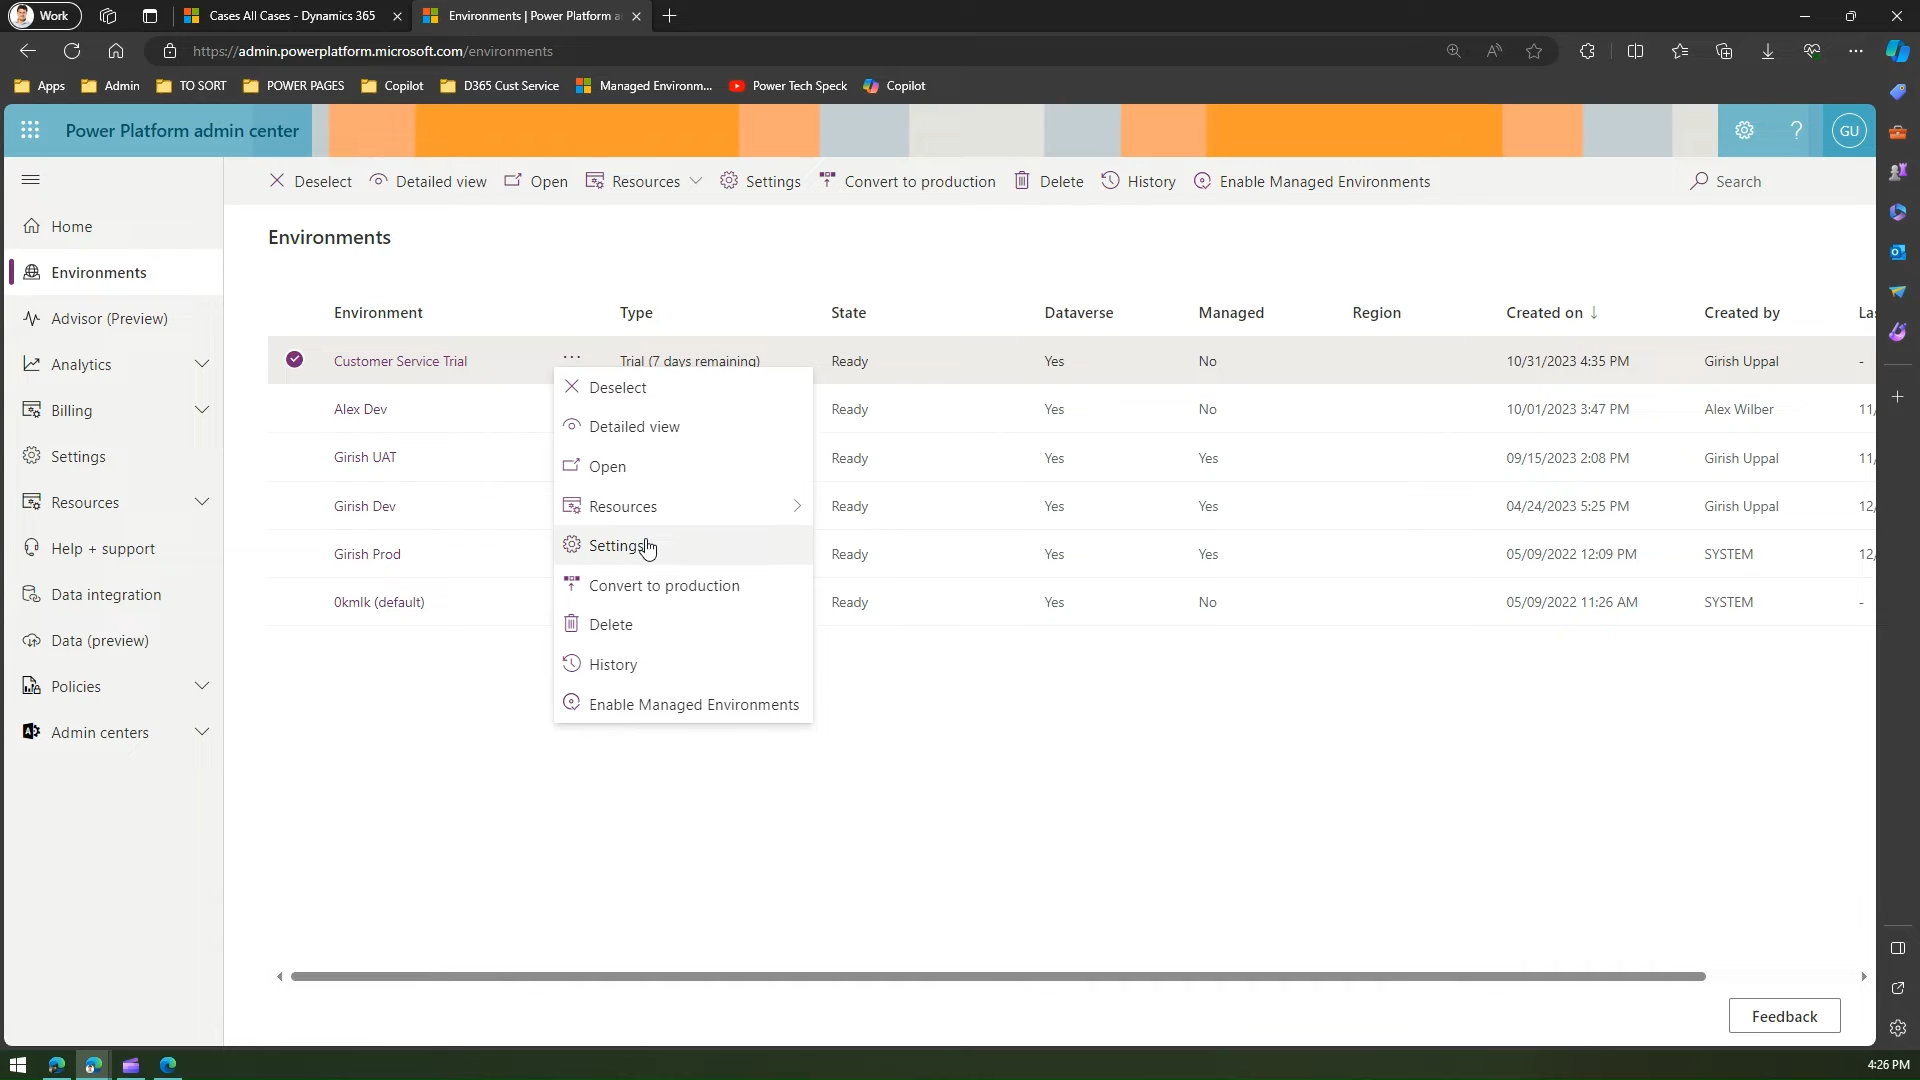 Work
Cases All Cases - Dynamics 365
Environments | Power Platform a
https://admin.powerplatform.microsoft.com/environments
Apps
Admin
TO SORT
POWER PAGES
Copilot
D365 Cust Service
Managed Environm...
Power Tech Speck
Copilot
Power Platform admin center
?
GU
Deselect
Detailed view
Open
Resources
Settings
Convert to production
Delete
History
Enable Managed Environments
Search
Home
Environments
Advisor (Preview)
Analytics
Billing
Settings
Resources
Help + support
Data integration
Data (preview)
Policies
Admin centers
Environments
Environment Type State Dataverse Managed Region Created on ↓ Created by La
Customer Service Trial ... Trial (7 days remaining) Ready Yes No 10/31/2023 4:35 PM Girish Uppal -
Alex Dev Ready Yes No 10/01/2023 3:47 PM Alex Wilber 11/
Girish UAT Ready Yes Yes 09/15/2023 2:08 PM Girish Uppal 11/
Girish Dev Ready Yes Yes 04/24/2023 5:25 PM Girish Uppal 12/
Girish Prod Ready Yes Yes 05/09/2022 12:09 PM SYSTEM 12/
0kmlk (default) Ready Yes No 05/09/2022 11:26 AM SYSTEM -
Deselect
Detailed view
Open
Resources
Settings
Convert to production
Delete
History
Enable Managed Environments
Feedback
4:26 PM